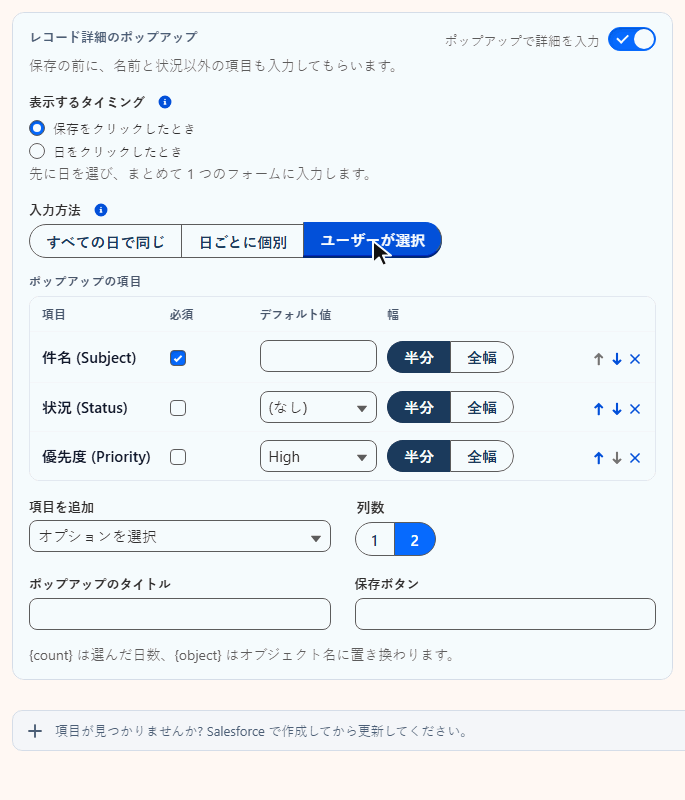 レコード詳細のポップアップ
ポップアップで詳細を入力
保存の前に、名前と状況以外の項目も入力してもらいます。
表示するタイミング
保存をクリックしたとき
日をクリックしたとき
先に日を選び、まとめて 1 つのフォームに入力します。
入力方法
すべての日で同じ 日ごとに個別 ユーザーが選択
ポップアップの項目
項目 必須 デフォルト値 幅
件名 (Subject) 半分 全幅
状況 (Status) (なし) 半分 全幅
優先度 (Priority) High 半分 全幅
項目を追加 列数
オプションを選択 1 2
ポップアップのタイトル 保存ボタン
{count} は選んだ日数、{object} はオブジェクト名に置き換わります。
項目が見つかりませんか? Salesforce で作成してから更新してください。